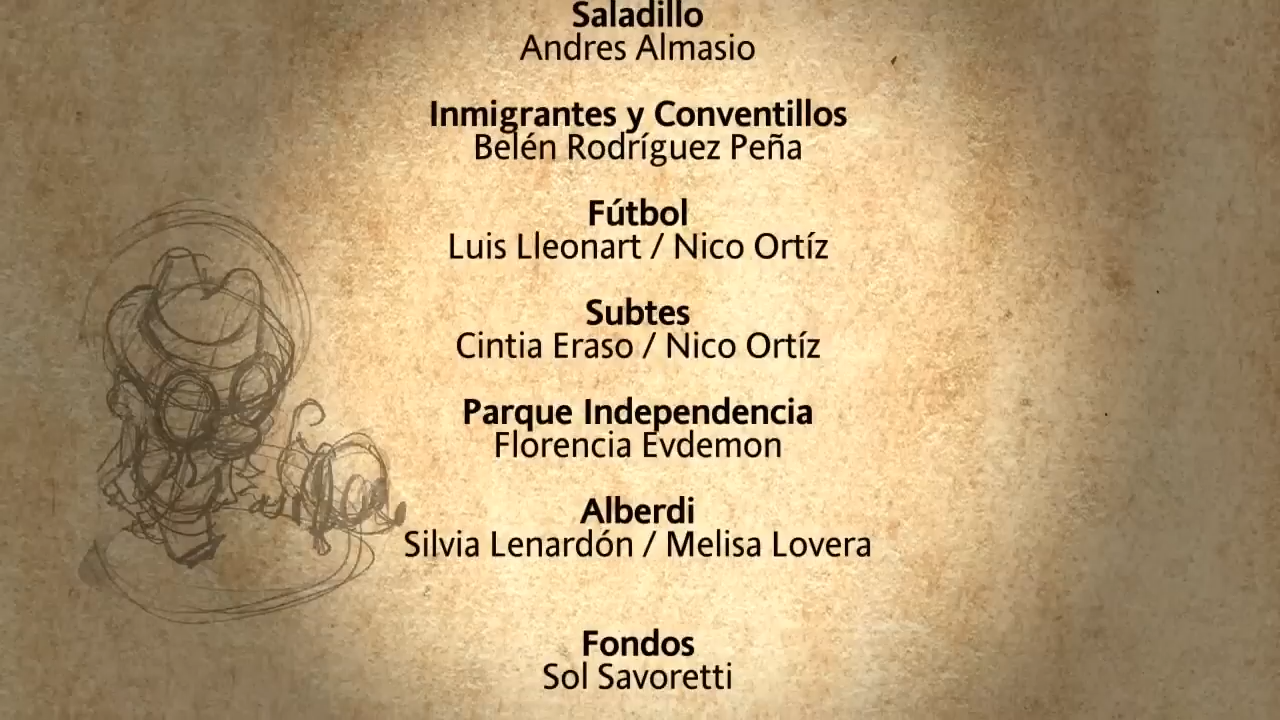 Saladillo
Andres Almasio
Inmigrantes y Conventillos
Belén Rodríguez Peña
Fútbol
Luis Lleonart / Nico Ortíz
Subtes
Cintia Eraso / Nico Ortíz
Parque Independencia
Florencia Evdemon
Alberdi
Silvia Lenardón / Melisa Lovera
Fondos
Sol Savoretti